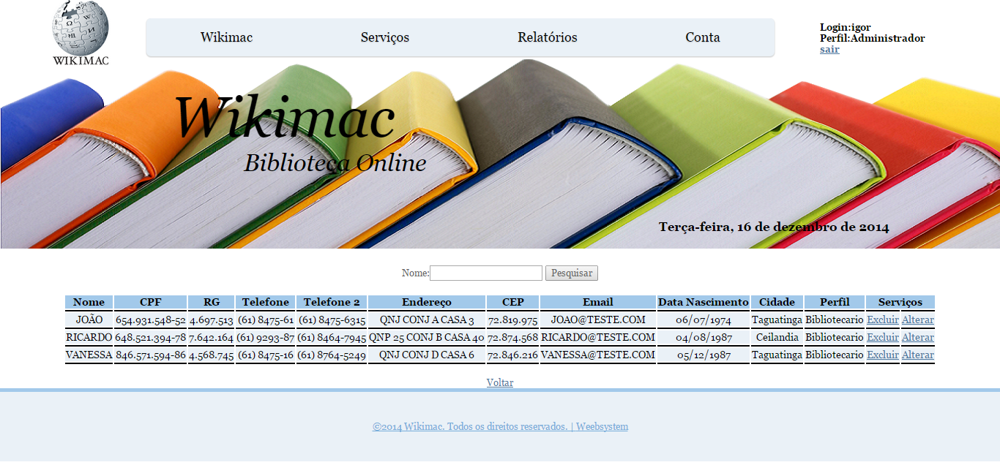 WIKIMAC
Wikimac Serviços Relatórios Conta
Login:igor
Perfil:Administrador
sair
Wikimac
Biblioteca Online
Terça-feira, 16 de dezembro de 2014
Nome: Pesquisar
Nome CPF RG Telefone Telefone 2 Endereço CEP Email Data Nascimento Cidade Perfil Serviços
JOÃO 654.931.548-52 4.697.513 (61) 8475-61 (61) 8475-6315 QNJ CONJ A CASA 3 72.819.975 JOAO@TESTE.COM 06/07/1974 Taguatinga Bibliotecario Excluir Alterar
RICARDO 648.521.394-78 7.642.164 (61) 9293-87 (61) 8464-7945 QNP 25 CONJ B CASA 40 72.874.568 RICARDO@TESTE.COM 04/08/1987 Ceilandia Bibliotecario Excluir Alterar
VANESSA 846.571.594-86 4.568.745 (61) 8475-16 (61) 8764-5249 QNJ CONJ D CASA 6 72.846.216 VANESSA@TESTE.COM 05/12/1987 Taguatinga Bibliotecario Excluir Alterar
Voltar
©2014 Wikimac. Todos os direitos reservados. | Weebsystem